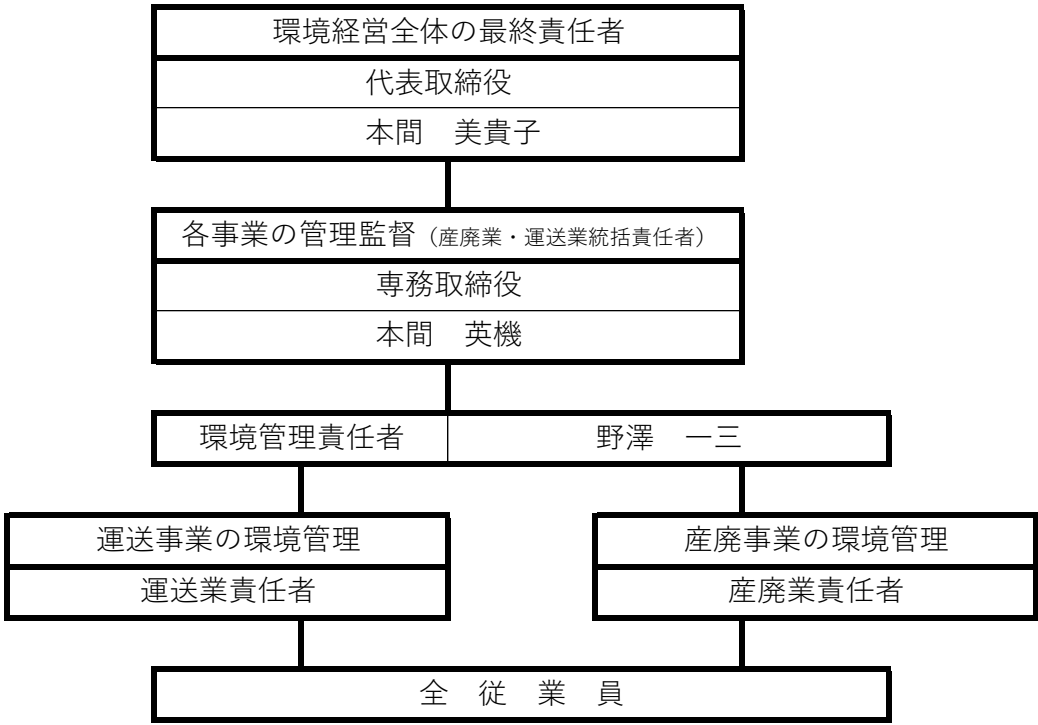 環境経営全体の最終責任者
代表取締役
本間　美貴子
各事業の管理監督（産廃業・運送業統括責任者）
専務取締役
本間　英機
環境管理責任者　野澤　一三
運送事業の環境管理
運送業責任者
産廃事業の環境管理
産廃業責任者
全　従　業　員